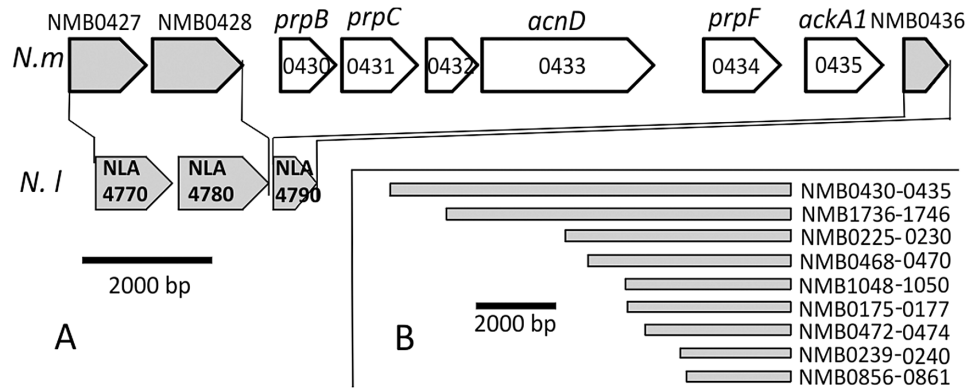 NMB0427 NMB0428 prpB prpC acnD prpF ackA1 NMB0436
N.m 0430 0431 0432 0433 0434 0435
N. l NLA 4770 NLA 4780 NLA 4790
2000 bp
A
NMB0430-0435
NMB1736-1746
NMB0225-0230
NMB0468-0470
NMB1048-1050
NMB0175-0177
NMB0472-0474
NMB0239-0240
NMB0856-0861
2000 bp
B